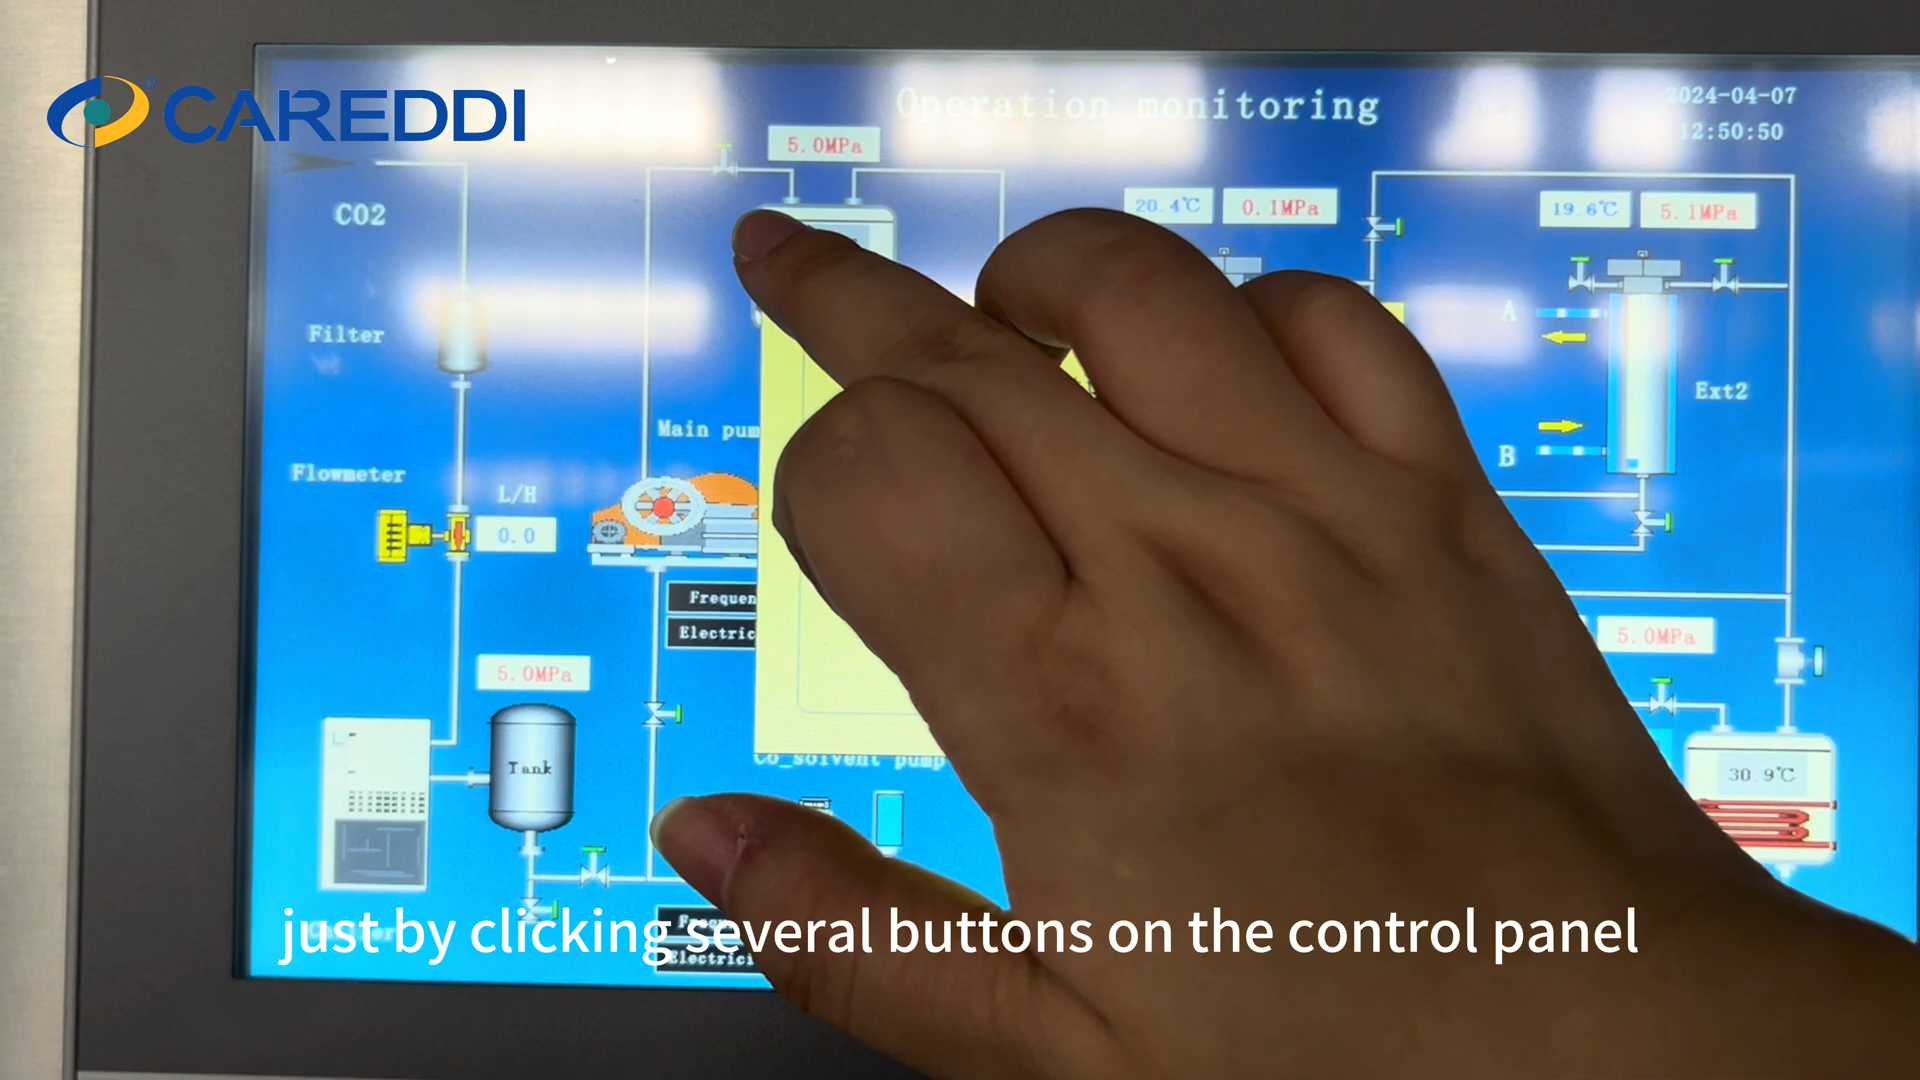 CAREDDI
Operation monitoring
2024-04-07
12:50:50
5.0MPa
20.4℃
0.1MPa
19.6℃
5.1MPa
CO2
Filter
A
Ext2
Main pum
B
Flowmeter
L/H
0.0
Frequen
Electric
5.0MPa
5.0MPa
Tank
Co_solvent pump
30.9℃
just by clicking several buttons on the control panel
Electrici